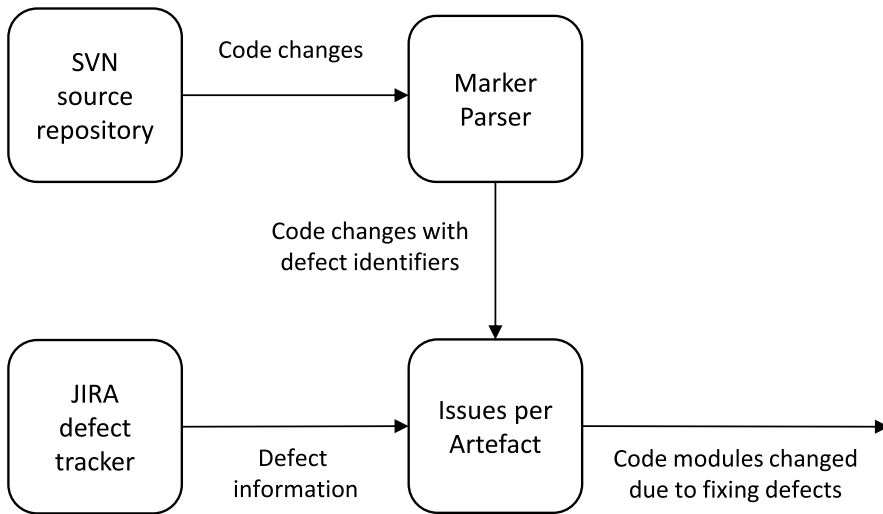 SVN
source
repository
Code changes
Marker
Parser
Code changes with
defect identifiers
JIRA
defect
tracker
Defect
information
Issues per
Artefact
Code modules changed
due to fixing defects